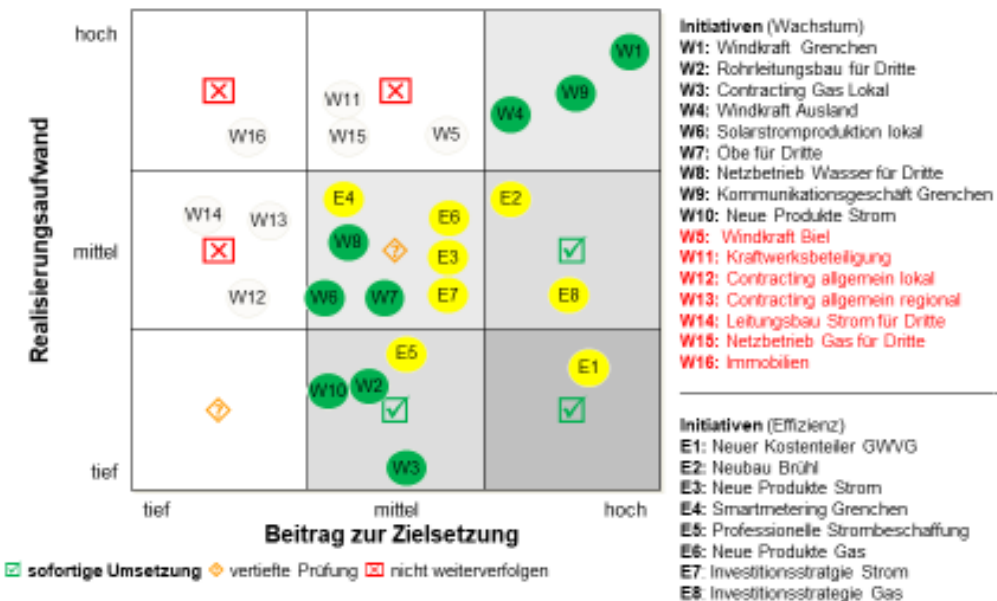 hoch
mittel
tief
Realisierungsaufwand
W1
W9
W4
W11
W15
W5
W16
E4
E2
W14
W13
E6
W8
E3
W12
W6
W7
E7
E8
E5
E1
W10
W2
W3
tief
mittel
hoch
Beitrag zur Zielsetzung
sofortige Umsetzung ? vertiefte Prüfung nicht weiterverfolgen
Initiativen (Wachstum)
W1: Windkraft Grenchen
W2: Rohrleitungsbau für Dritte
W3: Contracting Gas Lokal
W4: Windkraft Ausland
W6: Solarstromproduktion lokal
W7: Obe für Dritte
W8: Netzbetrieb Wasser für Dritte
W9: Kommunikationsgeschäft Grenchen
W10: Neue Produkte Strom
W5: Windkraft Biel
W11: Kraftwerksbeteiligung
W12: Contracting allgemein lokal
W13: Contracting allgemein regional
W14: Leitungsbau Strom für Dritte
W15: Netzbetrieb Gas für Dritte
W16: Immobilien
Initiativen (Effizienz)
E1: Neuer Kostenteiler GWVG
E2: Neubau Brühl
E3: Neue Produkte Strom
E4: Smartmetering Grenchen
E5: Professionelle Strombeschaffung
E6: Neue Produkte Gas
E7: Investitionsstratgie Strom
E8: Investitionsstrategie Gas